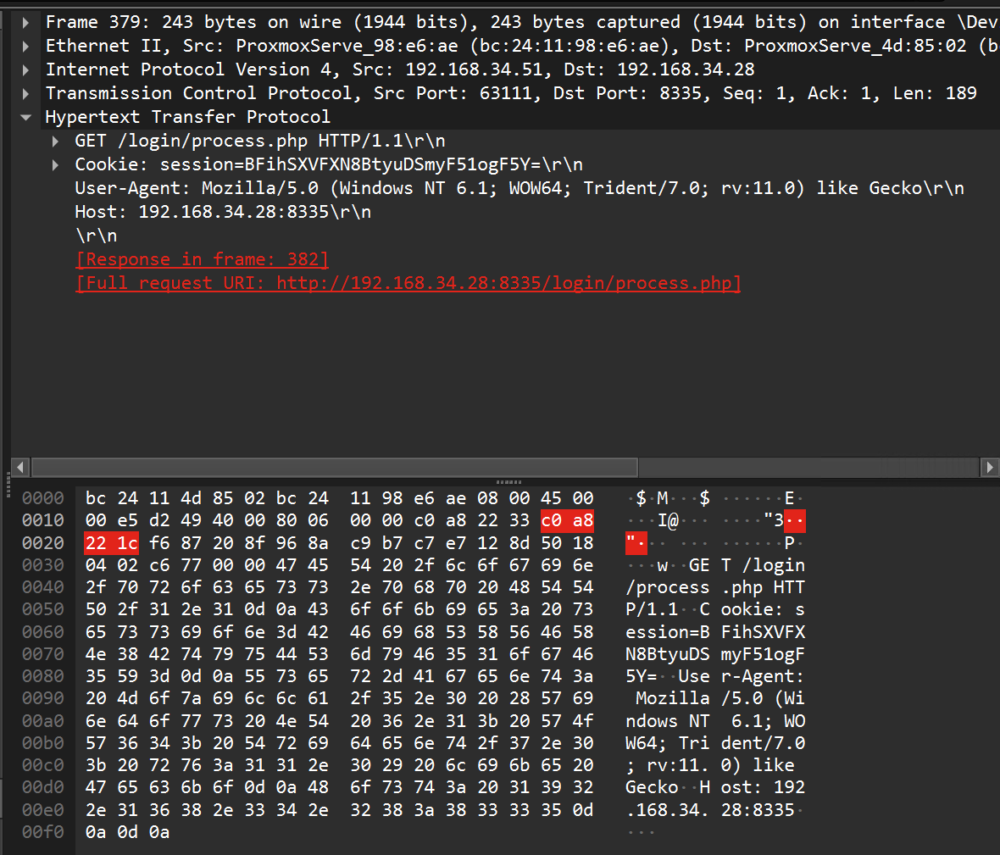 Frame 379: 243 bytes on wire (1944 bits), 243 bytes captured (1944 bits) on interface \Dev
Ethernet II, Src: ProxmoxServe_98:e6:ae (bc:24:11:98:e6:ae), Dst: ProxmoxServe_4d:85:02 (b
Internet Protocol Version 4, Src: 192.168.34.51, Dst: 192.168.34.28
Transmission Control Protocol, Src Port: 63111, Dst Port: 8335, Seq: 1, Ack: 1, Len: 189
Hypertext Transfer Protocol
GET /login/process.php HTTP/1.1\r\n
Cookie: session=BFihSXVFXN8BtyuDSmyF51ogF5Y=\r\n
User-Agent: Mozilla/5.0 (Windows NT 6.1; WOW64; Trident/7.0; rv:11.0) like Gecko\r\n
Host: 192.168.34.28:8335\r\n
\r\n
[Response in frame: 382]
[Full request URI: http://192.168.34.28:8335/login/process.php]
0000 bc 24 11 4d 85 02 bc 24 11 98 e6 ae 08 00 45 00 ·$·M···$ ······E·
0010 00 e5 d2 49 40 00 80 06 00 00 c0 a8 22 33 c0 a8 ···I@··· ····"3··
0020 22 1c f6 87 20 8f 96 8a c9 b7 c7 e7 12 8d 50 18 "··· ··· ······P·
0030 04 02 c6 77 00 00 47 45 54 20 2f 6c 6f 67 69 6e ···w··GE T /login
0040 2f 70 72 6f 63 65 73 73 2e 70 68 70 20 48 54 54 /process .php HTT
0050 50 2f 31 2e 31 0d 0a 43 6f 6f 6b 69 65 3a 20 73 P/1.1··C ookie: s
0060 65 73 73 69 6f 6e 3d 42 46 69 68 53 58 56 46 58 ession=B FihSXVFX
0070 4e 38 42 74 79 75 44 53 6d 79 46 35 31 6f 67 46 N8BtyuDS myF51ogF
0080 35 59 3d 0d 0a 55 73 65 72 2d 41 67 65 6e 74 3a 5Y=··Use r-Agent:
0090 20 4d 6f 7a 69 6c 6c 61 2f 35 2e 30 20 28 57 69 Mozilla /5.0 (Wi
00a0 6e 64 6f 77 73 20 4e 54 20 36 2e 31 3b 20 57 4f ndows NT 6.1; WO
00b0 57 36 34 3b 20 54 72 69 64 65 6e 74 2f 37 2e 30 W64; Tri dent/7.0
00c0 3b 20 72 76 3a 31 31 2e 30 29 20 6c 69 6b 65 20 ; rv:11. 0) like
00d0 47 65 63 6b 6f 0d 0a 48 6f 73 74 3a 20 31 39 32 Gecko··H ost: 192
00e0 2e 31 36 38 2e 33 34 2e 32 38 3a 38 33 33 35 0d .168.34. 28:8335·
00f0 0a 0d 0a ···